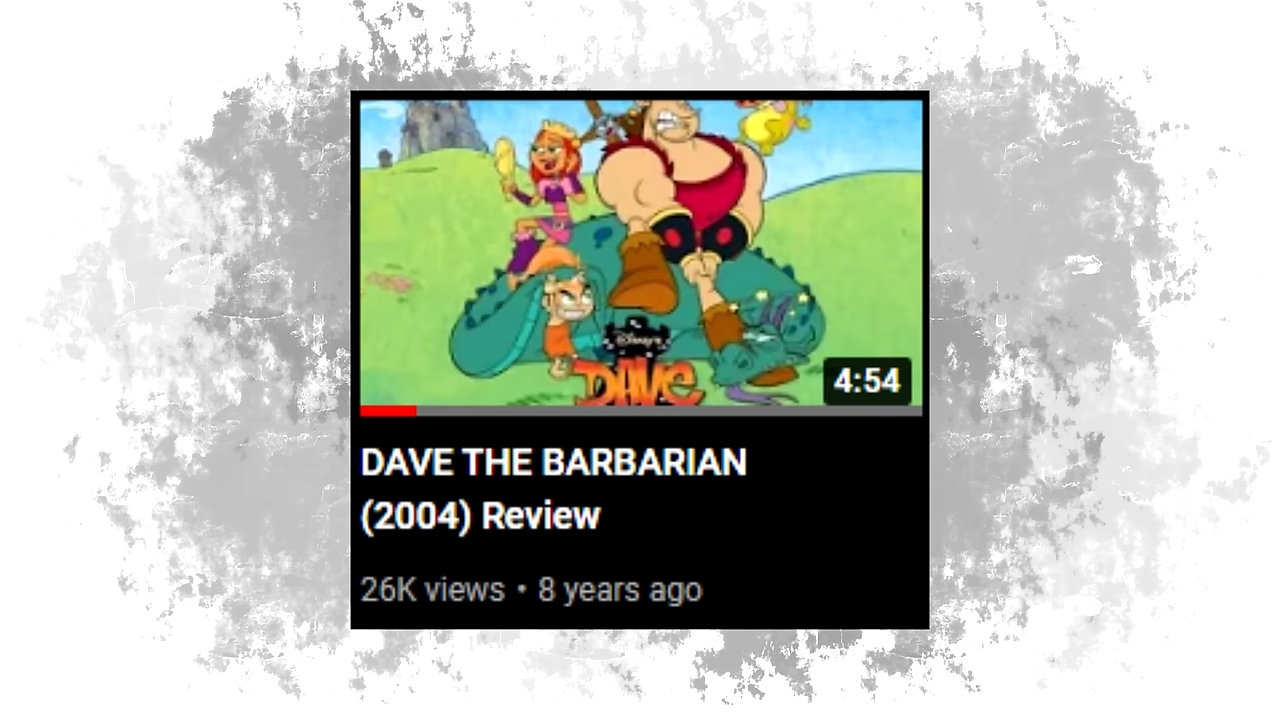 Disney's
DAVE
4:54
DAVE THE BARBARIAN
(2004) Review
26K views • 8 years ago